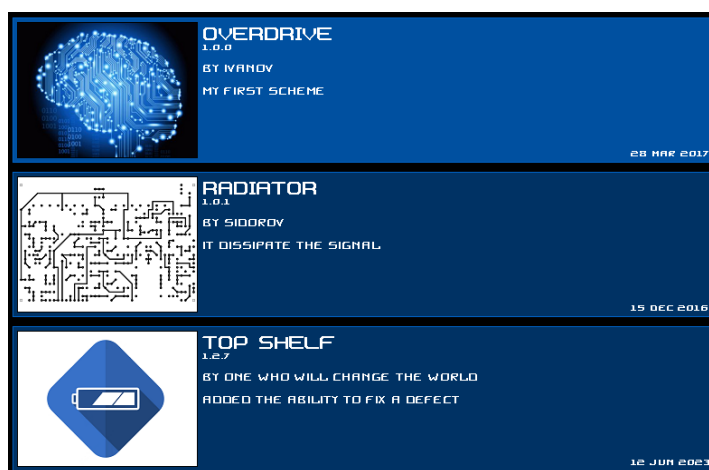 OVERDRIVE
1.0.0
BY IVANOV
MY FIRST SCHEME
28 MAR 2017
RADIATOR
1.0.1
BY SIDOROV
IT DISSIPATE THE SIGNAL
15 DEC 2016
TOP SHELF
1.2.7
BY ONE WHO WILL CHANGE THE WORLD
ADDED THE ABILITY TO FIX A DEFECT
12 JUN 2023